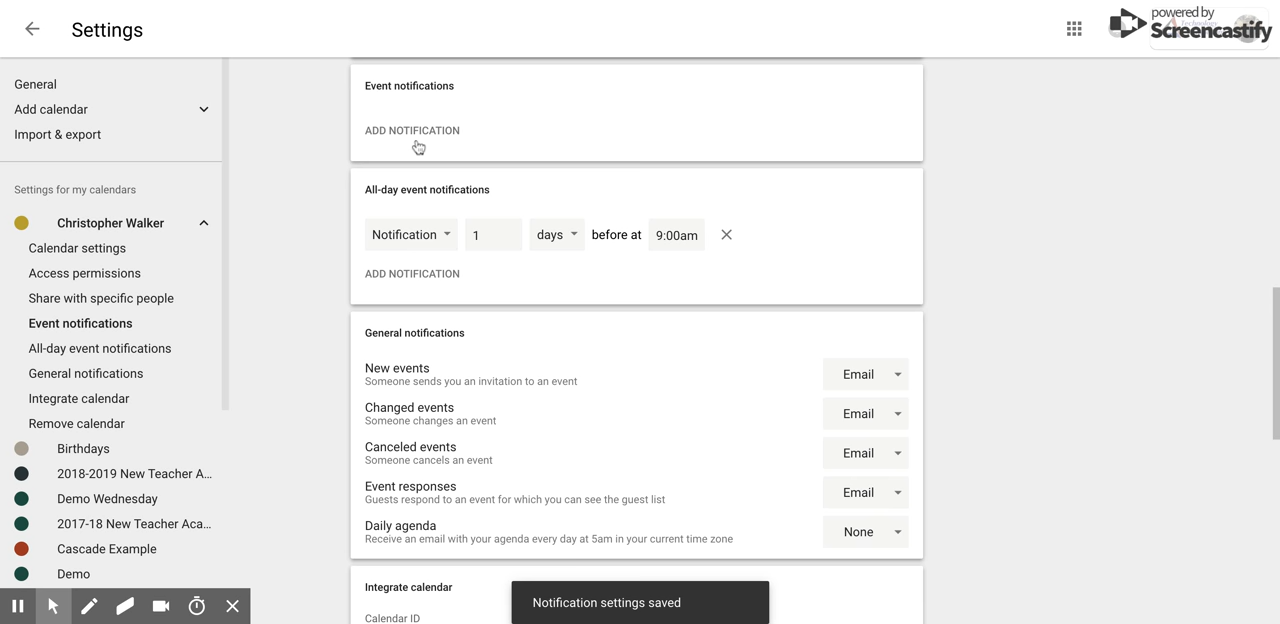 Settings
powered by
Screencastify
General
Add calendar
Import & export
Settings for my calendars
Christopher Walker
Calendar settings
Access permissions
Share with specific people
Event notifications
All-day event notifications
General notifications
Integrate calendar
Remove calendar
Birthdays
2018-2019 New Teacher A...
Demo Wednesday
2017-18 New Teacher Aca...
Cascade Example
Demo
Event notifications
ADD NOTIFICATION
All-day event notifications
Notification 1 days before at 9:00am
ADD NOTIFICATION
General notifications
New events
Someone sends you an invitation to an event
Email
Changed events
Someone changes an event
Email
Canceled events
Someone cancels an event
Email
Event responses
Guests respond to an event for which you can see the guest list
Email
Daily agenda
Receive an email with your agenda every day at 5am in your current time zone
None
Integrate calendar
Calendar ID
Notification settings saved